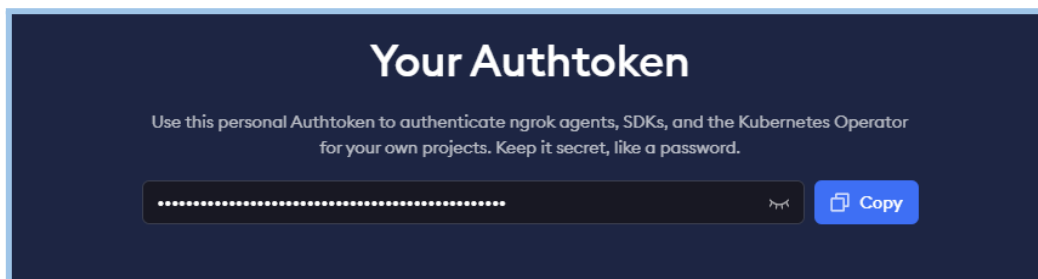 Your Authtoken
Use this personal Authtoken to authenticate ngrok agents, SDKs, and the Kubernetes Operator
for your own projects. Keep it secret, like a password.
•••••••••••••••••••••••••••••••••••••••••••••••••
Copy